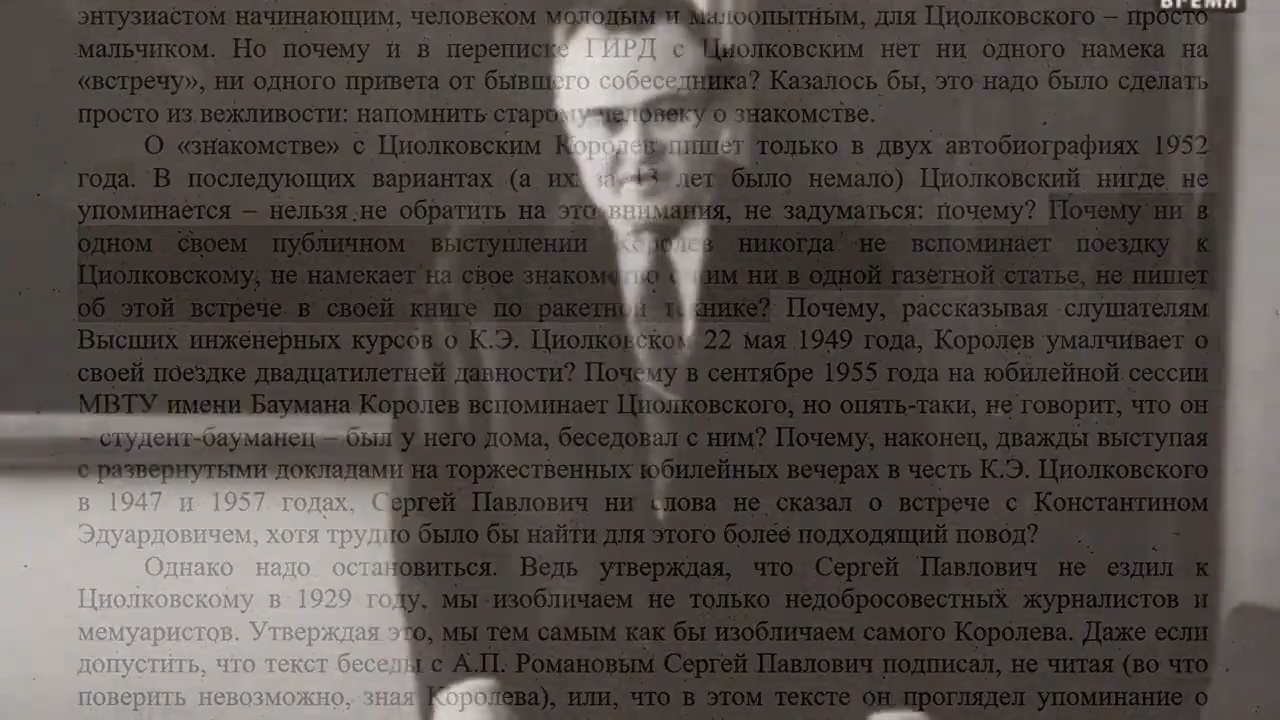 ВРЕМЯ
энтузиастом начинающим, человеком молодым и малоопытным, для Циолковского – просто
мальчиком. Но почему и в переписке ГИРД с Циолковским нет ни одного намека на
«встречу», ни одного привета от бывшего собеседника? Казалось бы, это надо было сделать
просто из вежливости: напомнить старому человеку о знакомстве.
О «знакомстве» с Циолковским Королев пишет только в двух автобиографиях 1952
года. В последующих вариантах (а их за 13 лет было немало) Циолковский нигде не
упоминается – нельзя не обратить на это внимания, не задуматься: почему? Почему ни в
одном своем публичном выступлении Королев никогда не вспоминает поездку к
Циолковскому, не намекает на свое знакомство с ним ни в одной газетной статье, не пишет
об этой встрече в своей книге по ракетной технике? Почему, рассказывая слушателям
Высших инженерных курсов о К.Э. Циолковском 22 мая 1949 года, Королев умалчивает о
своей поездке двадцатилетней давности? Почему в сентябре 1955 года на юбилейной сессии
МВТУ имени Баумана Королев вспоминает Циолковского, но опять-таки, не говорит, что он
– студент-бауманец – был у него дома, беседовал с ним? Почему, наконец, дважды выступая
с развернутыми докладами на торжественных юбилейных вечерах в честь К.Э. Циолковского
в 1947 и 1957 годах, Сергей Павлович ни слова не сказал о встрече с Константином
Эдуардовичем, хотя трудно было бы найти для этого более подходящий повод?
Однако надо остановиться. Ведь утверждая, что Сергей Павлович не ездил к
Циолковскому в 1929 году, мы изобличаем не только недобросовестных журналистов и
мемуаристов. Утверждая это, мы тем самым как бы изобличаем самого Королева. Даже если
допустить, что текст беседы с А.П. Романовым Сергей Павлович подписал, не читая (во что
поверить невозможно, зная Королева), или, что в этом тексте он проглядел упоминание о